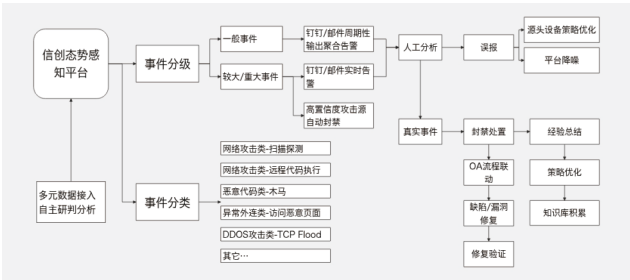 信创态势感
知平台
多元数据接入
自主研判分析
事件分级
一般事件
较大/重大事件
钉钉/邮件周期性
输出聚合告警
钉钉/邮件实时告
警
高置信度攻击源
自动封禁
人工分析
误报
源头设备策略优化
平台降噪
真实事件
封禁处置
经验总结
OA流程联
动
策略优化
缺陷/漏洞
修复
知识库积累
修复验证
事件分类
网络攻击类-扫描探测
网络攻击类-远程代码执行
恶意代码类-木马
异常外连类-访问恶意页面
DDOS攻击类-TCP Flood
其它…